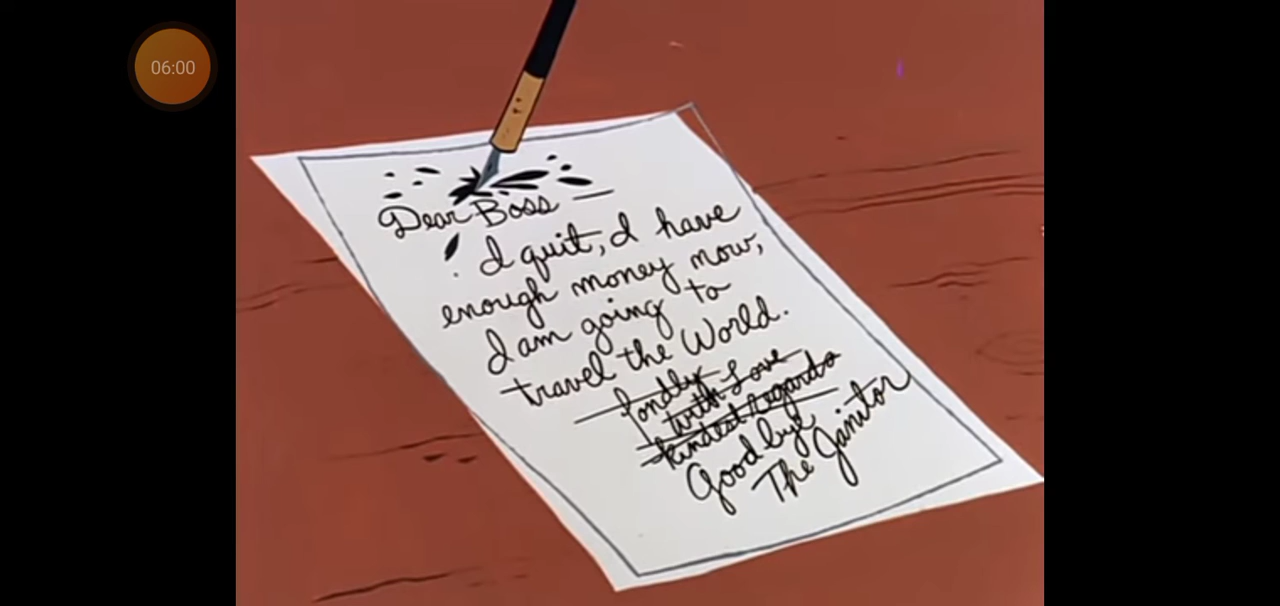 06:00
Dear Boss —
I quit, I have
enough money now,
I am going to
travel the World.
fondly
with Love
kindest regards
Good bye
The Janitor